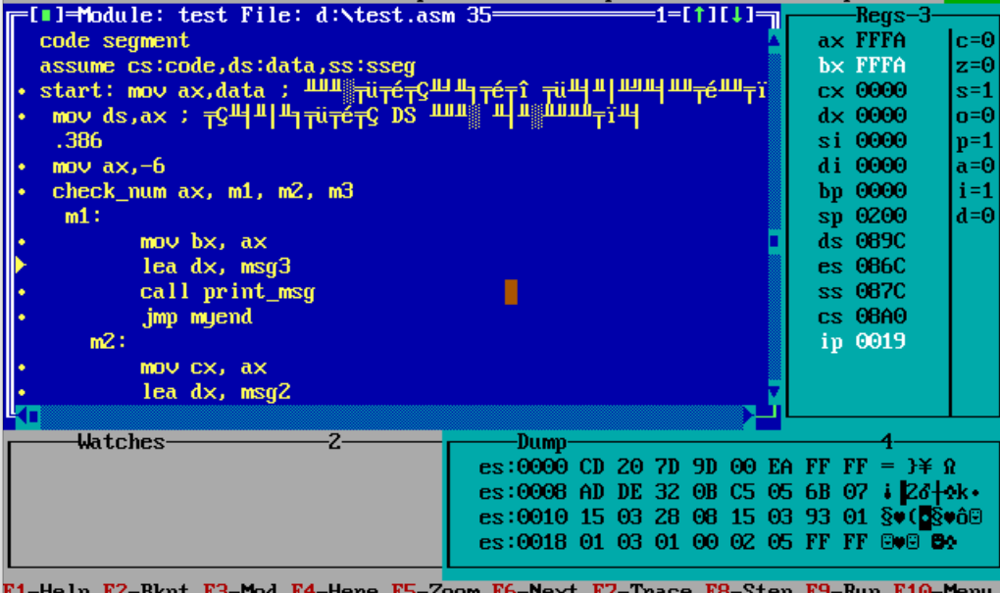 [■]=Module: test File: d:\test.asm 35 1=[↑][↓]
code segment
assume cs:code,ds:data,ss:sseg
start: mov ax,data ;
mov ds,ax ; DS
.386
mov ax,-6
check_num ax, m1, m2, m3
m1:
mov bx, ax
lea dx, msg3
call print_msg
jmp myend
m2:
mov cx, ax
lea dx, msg2
Regs 3
ax FFFA c=0
bx FFFA z=0
cx 0000 s=1
dx 0000 o=0
si 0000 p=1
di 0000 a=0
bp 0000 i=1
sp 0200 d=0
ds 089C
es 086C
ss 087C
cs 08A0
ip 0019
Watches 2
Dump 4
es:0000 CD 20 7D 9D 00 EA FF FF = }¥ Ω
es:0008 AD DE 32 0B C5 05 6B 07
es:0010 15 03 28 08 15 03 93 01
es:0018 01 03 01 00 02 05 FF FF
F1-Help F2-Bkpt F3-Mod F4-Here F5-Zoom F6-Next F7-Trace F8-Step F9-Run F10-Menu